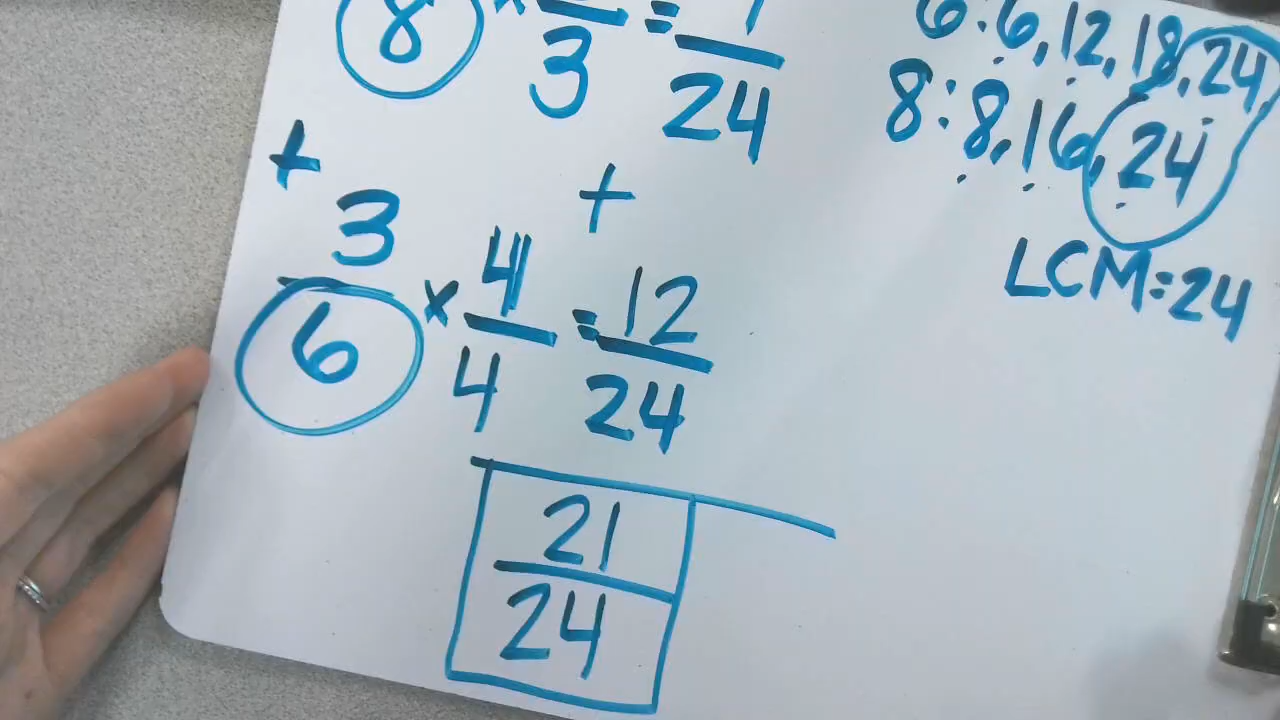 8 × 3 = 24
6: 6, 12, 18, 24
8: 8, 16, 24
LCM = 24
+ +
3/6 × 4/4 = 12/24
21/24